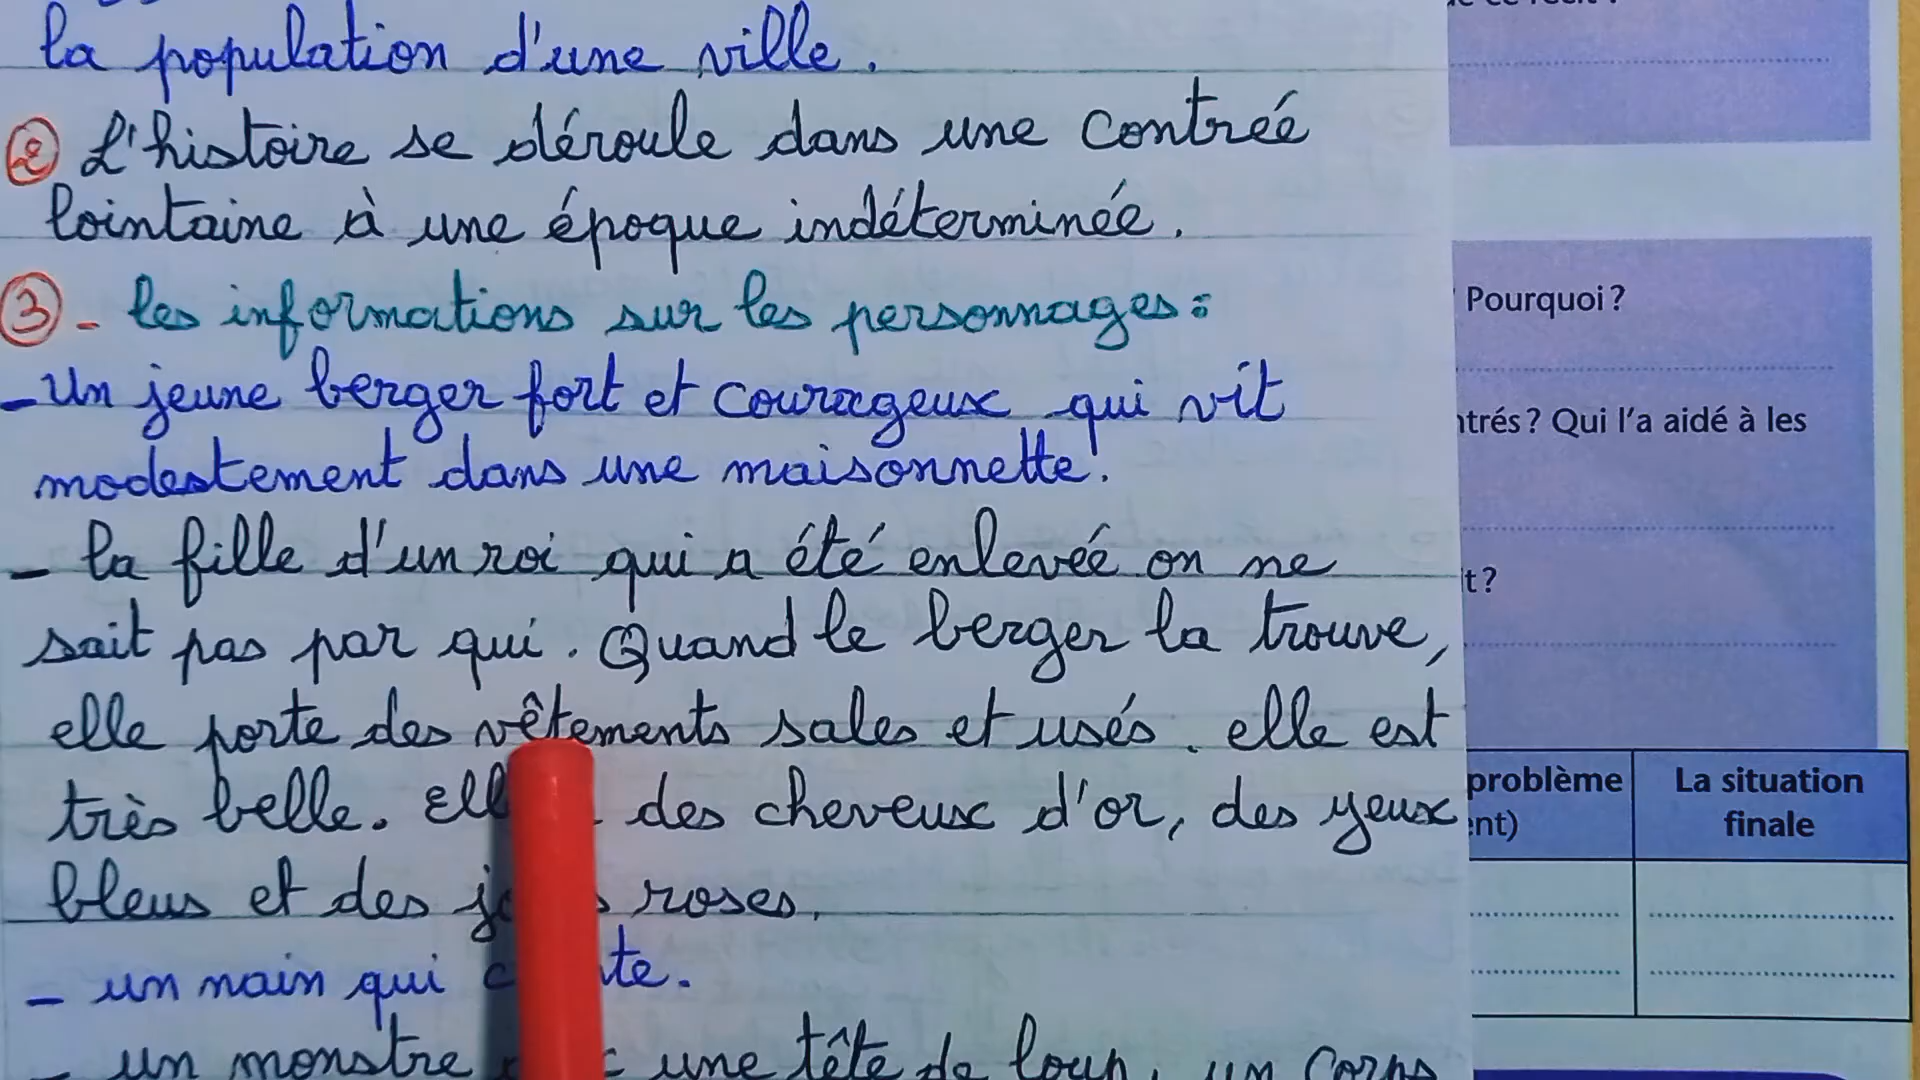 la population d'une ville.
② L'histoire se déroule dans une contrée
lointaine à une époque indéterminée.
③ - les informations sur les personnages:
- Un jeune berger fort et courageux qui vit
modestement dans une maisonnette.
- la fille d'un roi qui a été enlevée on ne
sait pas par qui. Quand le berger la trouve,
elle porte des vêtements sales et usés. elle est
très belle. des cheveux d'or, des yeux
bleus et des roses.
- un nain qui
- un monstre une tête de loup, un corps
Pourquoi?
ntrés? Qui l'a aidé à les
t?
problème
ent)
La situation
finale